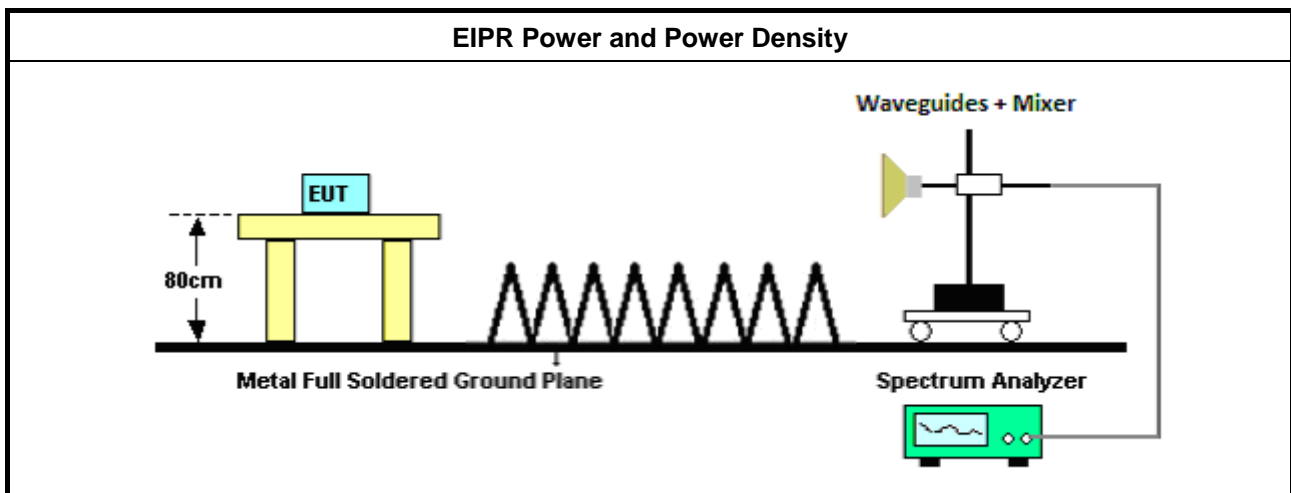 EIPR Power and Power Density
Waveguides + Mixer
EUT
80cm
Metal Full Soldered Ground Plane
Spectrum Analyzer